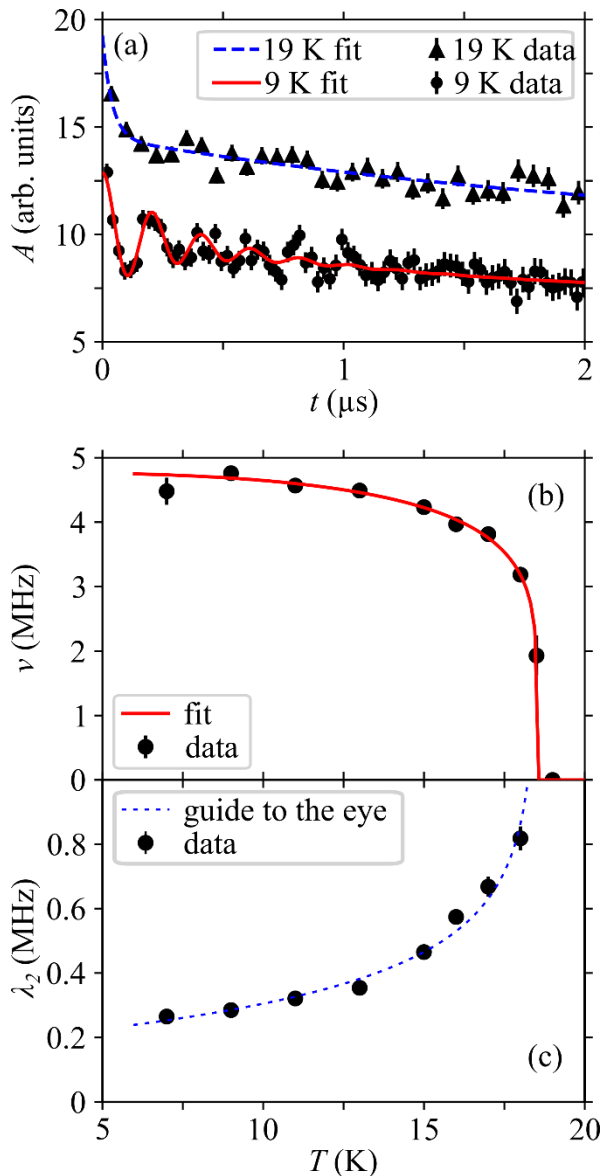 20
15
10
5
A (arb. units)
(a)
19 K fit
19 K data
9 K fit
9 K data
0
1
2
t (µs)
5
4
3
2
1
0
ν (MHz)
(b)
fit
data
0.8
0.6
0.4
0.2
0
λ₂ (MHz)
guide to the eye
data
(c)
5
10
15
20
T (K)